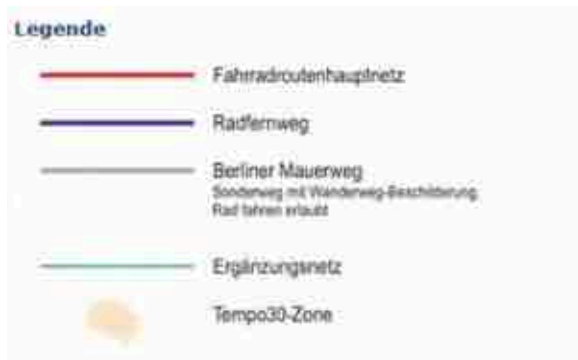 Legende
Fahrradroutenhauptnetz
Radfernweg
Berliner Mauerweg
Sonderweg mit Wanderweg-Beschilderung.
Rad fahren erlaubt
Ergänzungsnetz
Tempo30-Zone